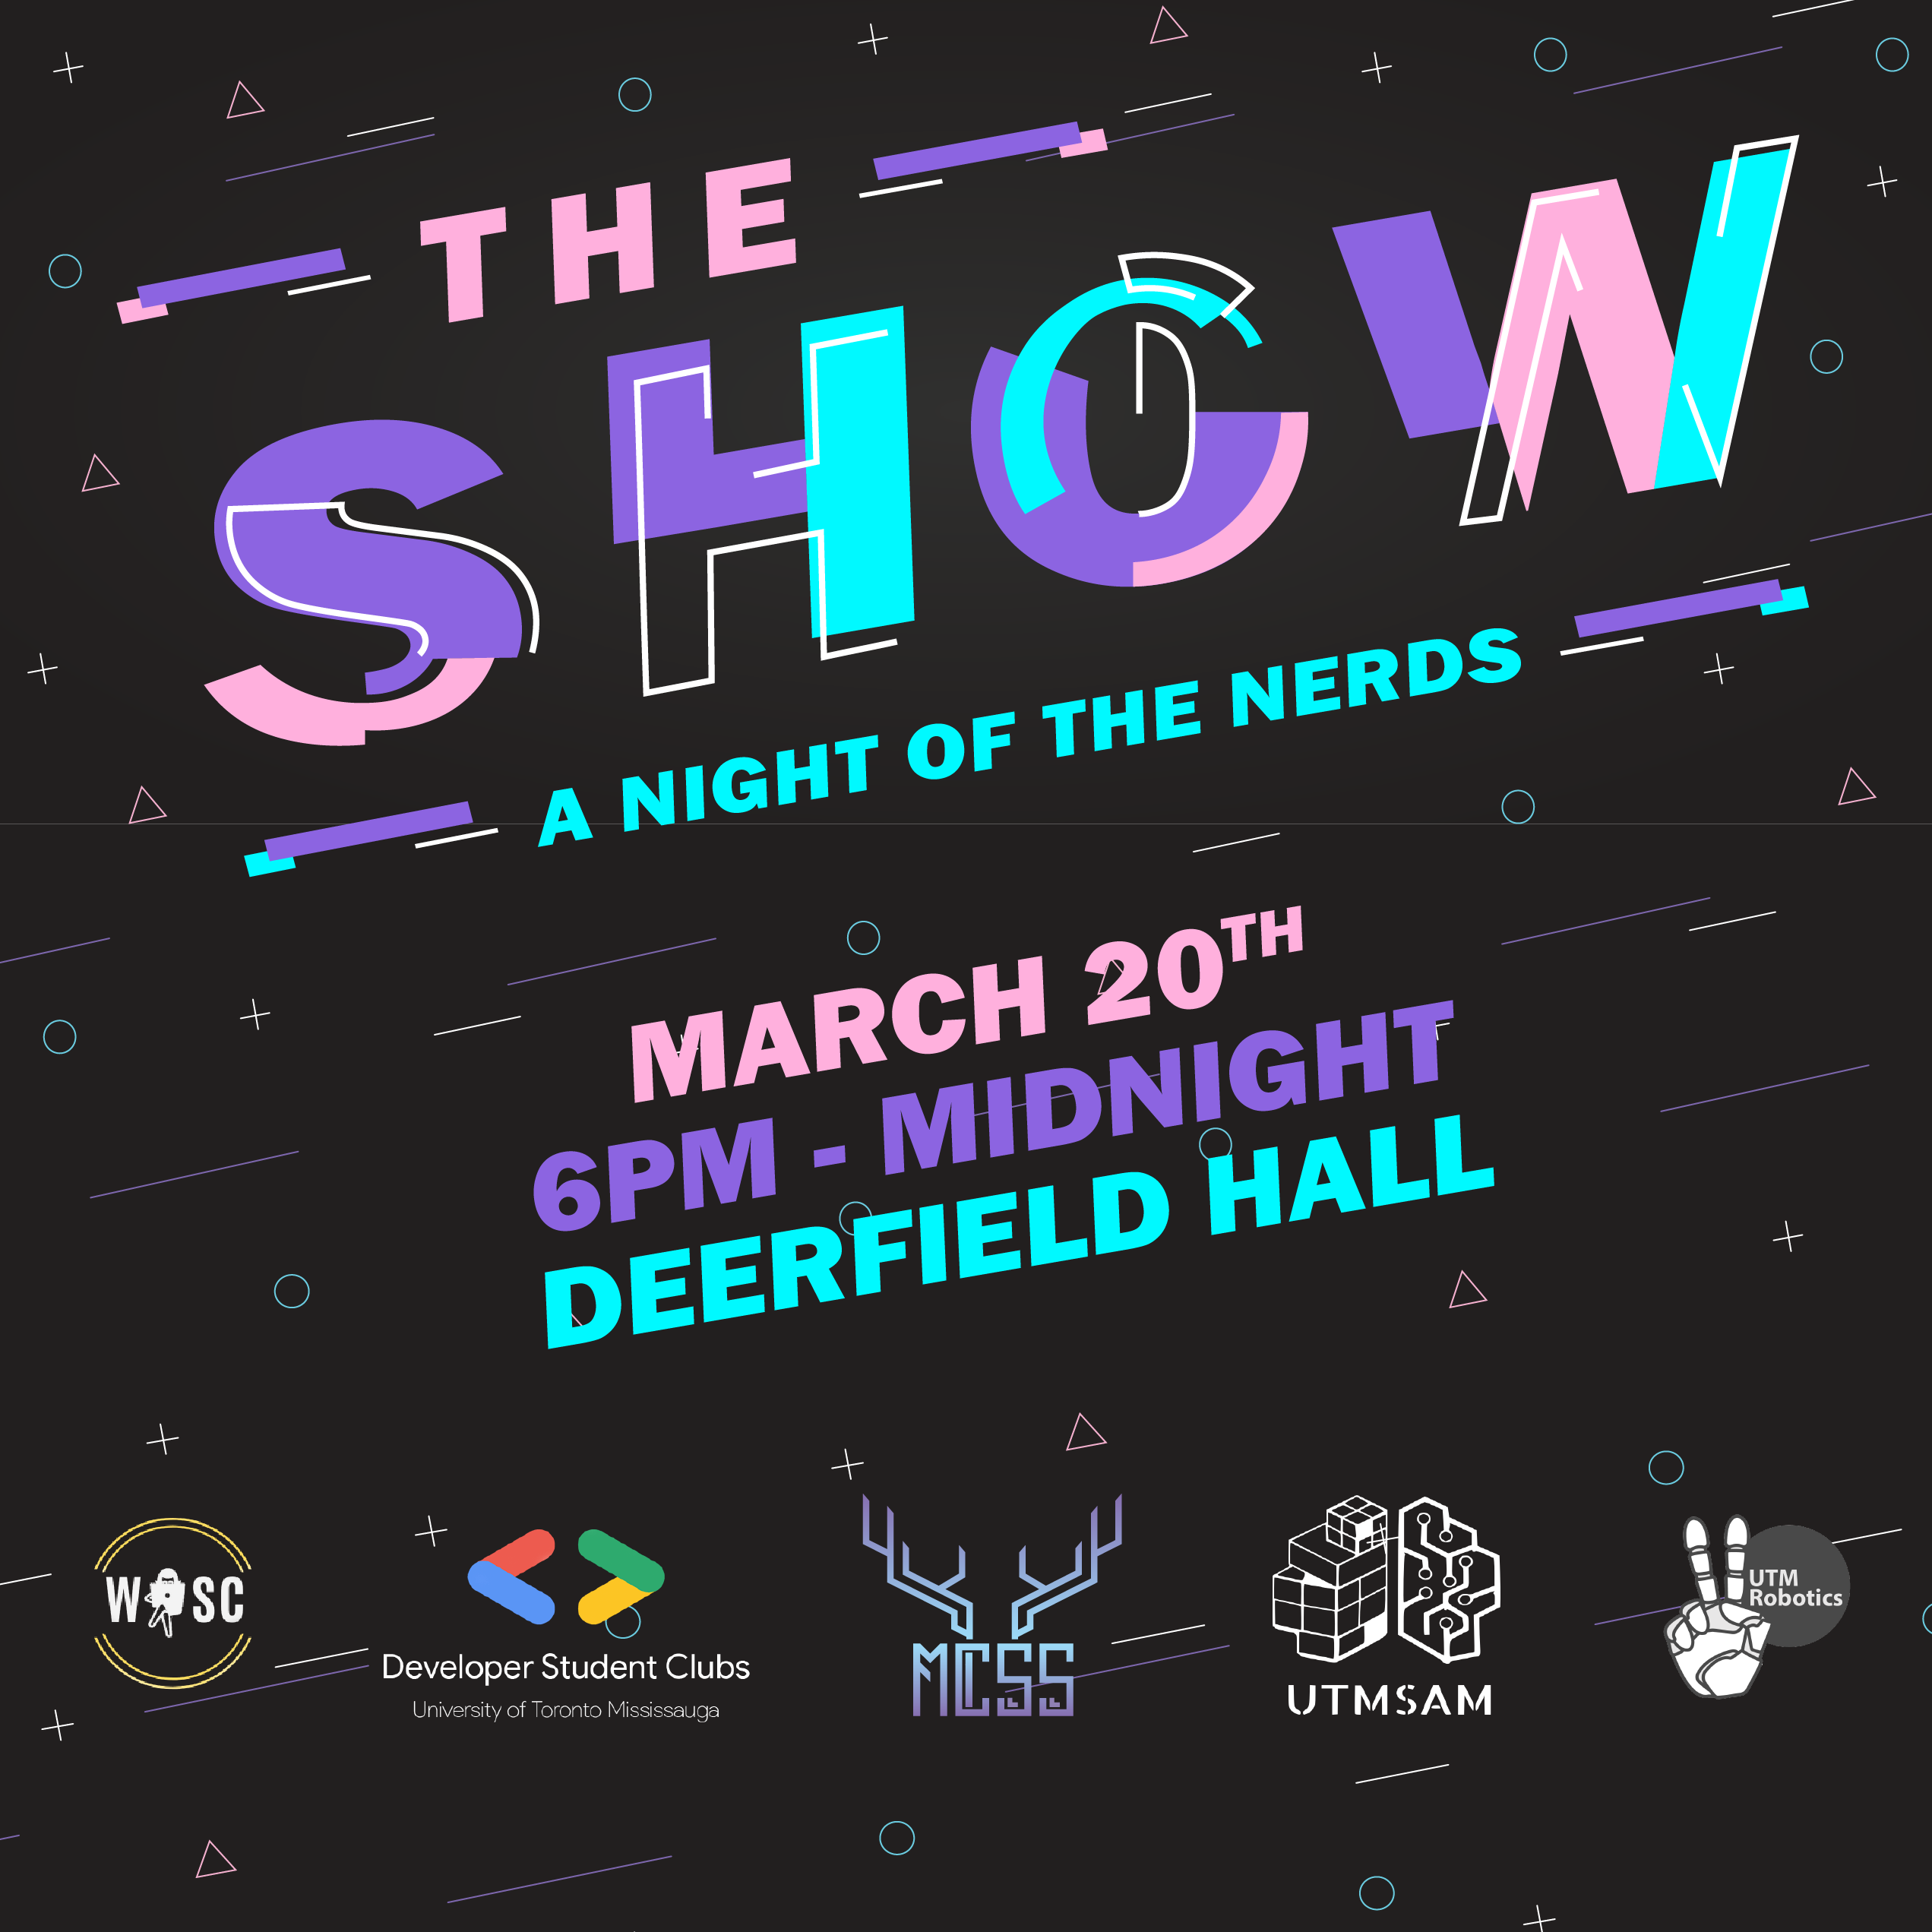 THE
SHOW
A NIGHT OF THE NERDS
MARCH 20TH
6PM - MIDNIGHT
DEERFIELD HALL
WiSC
Developer Student Clubs
University of Toronto Mississauga
MCSS
UTMSAM
UTM
Robotics